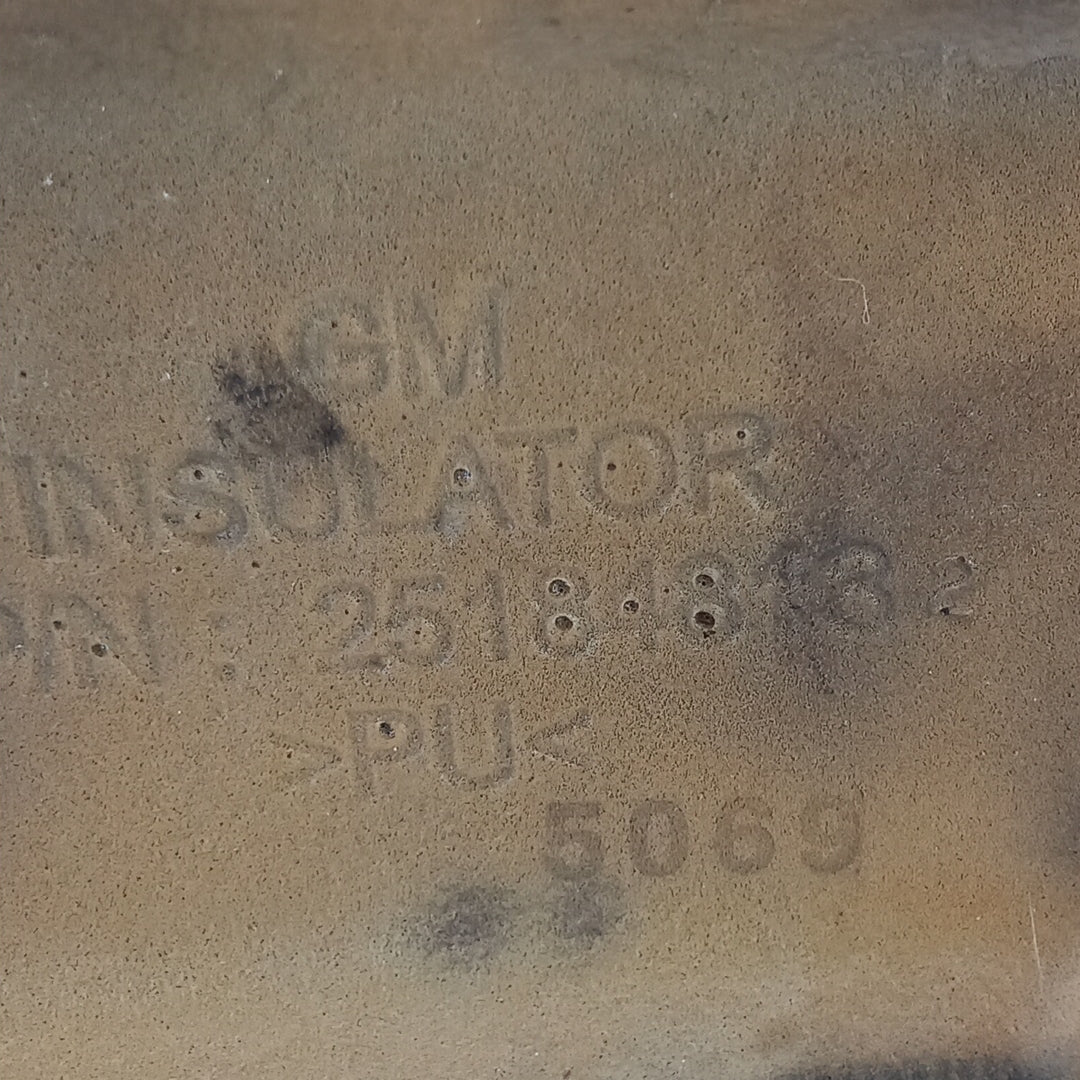 GM
INSULATOR
PN :
>PU<
5069